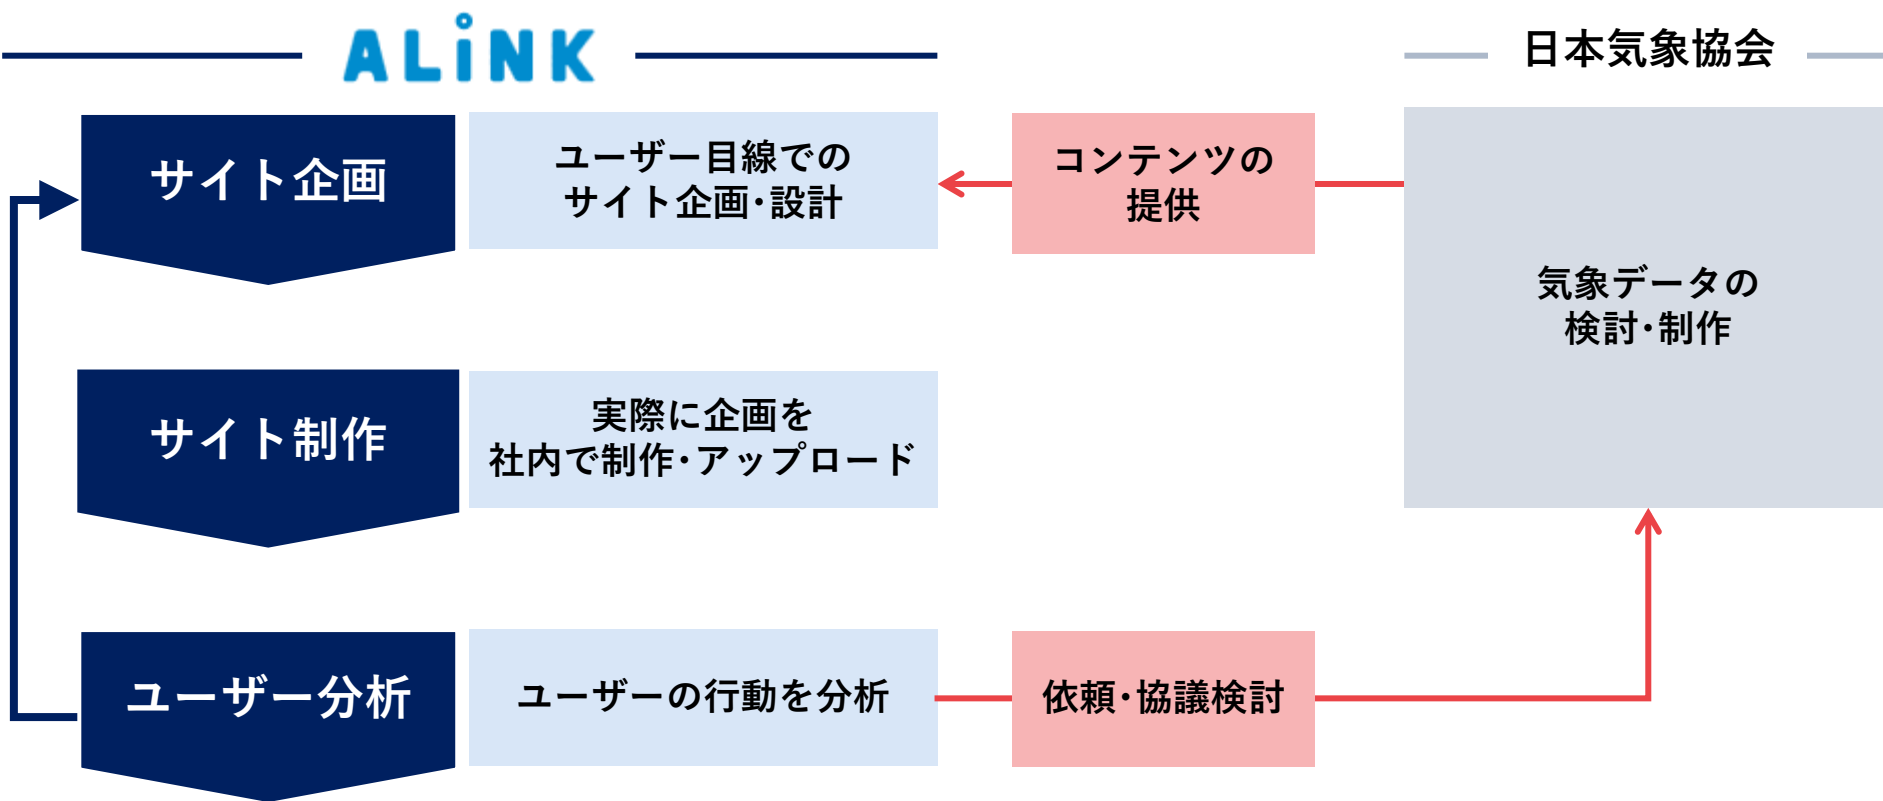 ALiNK
日本気象協会
サイト企画
ユーザー目線での
サイト企画･設計
コンテンツの
提供
気象データの
検討･制作
サイト制作
実際に企画を
社内で制作･アップロード
ユーザー分析
ユーザーの行動を分析
依頼･協議検討